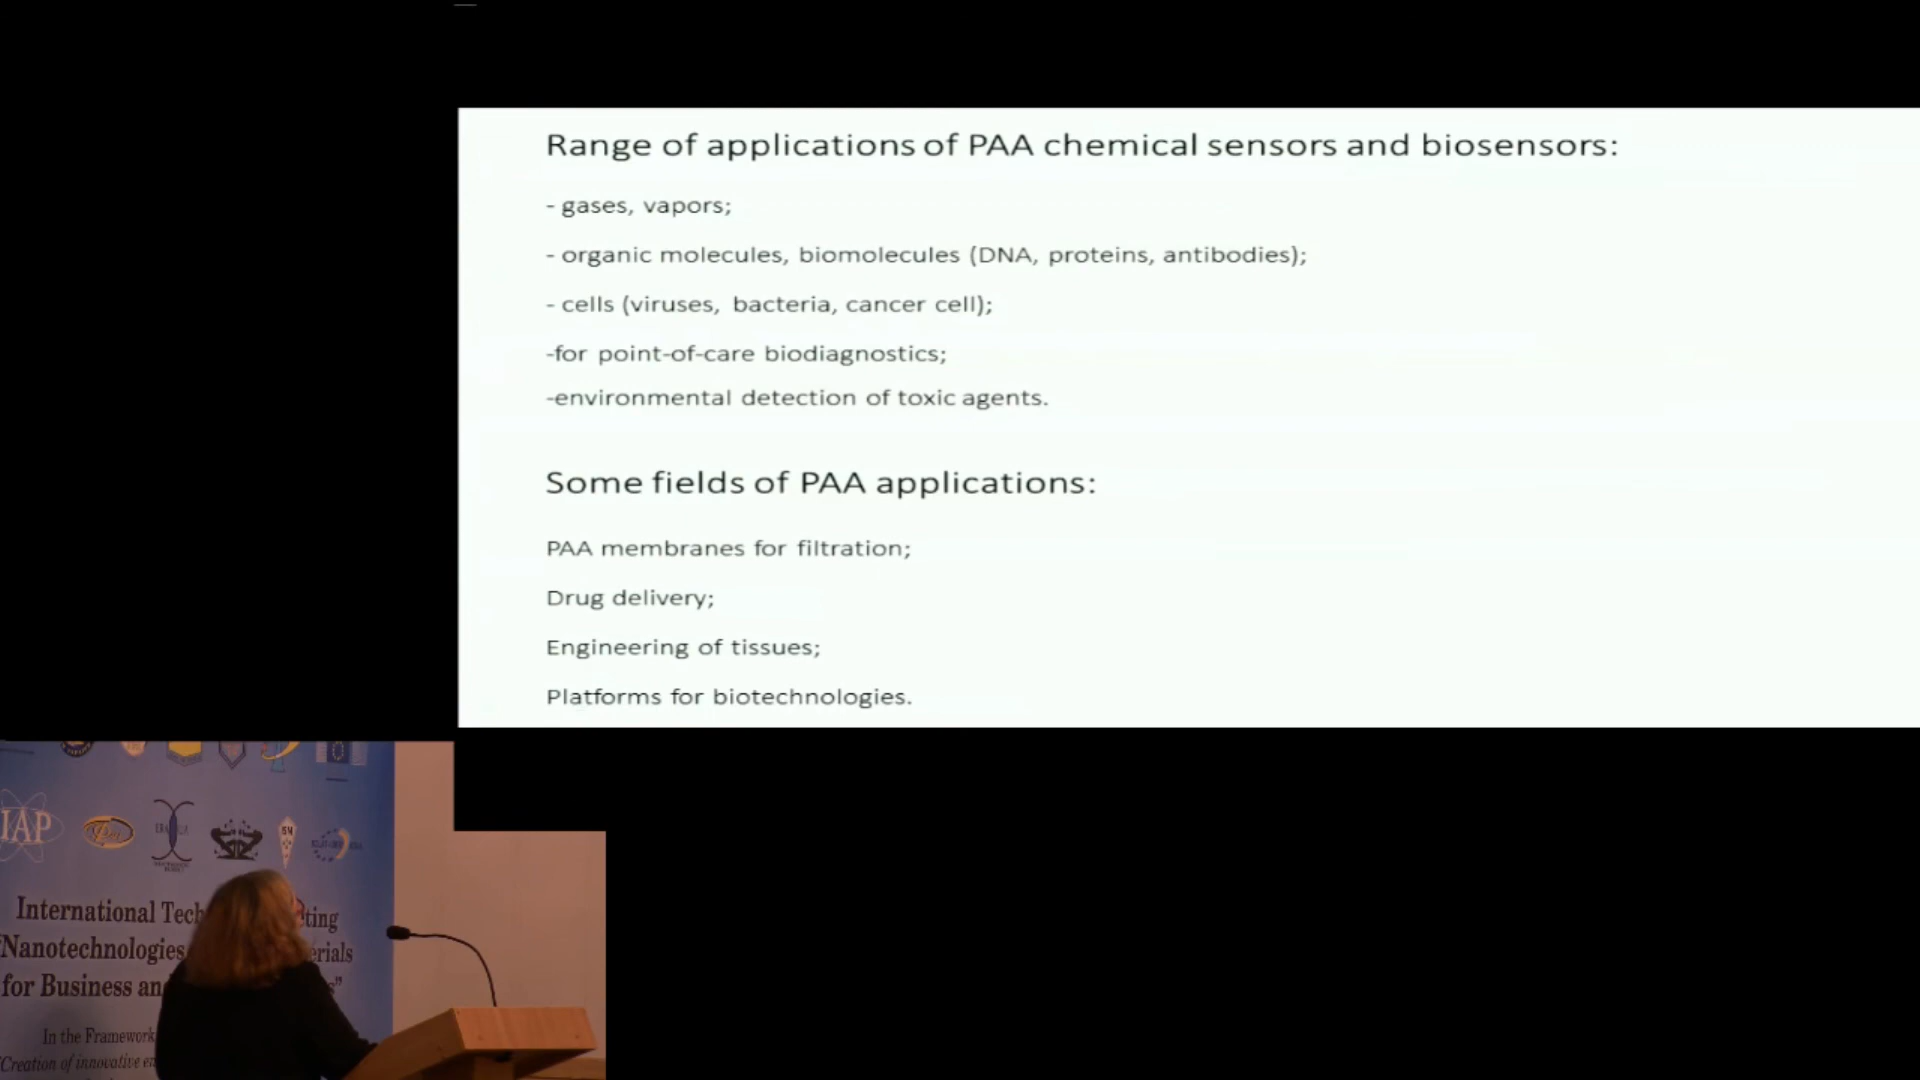 Range of applications of PAA chemical sensors and biosensors:
- gases, vapors;
- organic molecules, biomolecules (DNA, proteins, antibodies);
- cells (viruses, bacteria, cancer cell);
-for point-of-care biodiagnostics;
-environmental detection of toxic agents.
Some fields of PAA applications:
PAA membranes for filtration;
Drug delivery;
Engineering of tissues;
Platforms for biotechnologies.
IAP
International
Nanotechnologies
for Business
In the Framework
Creation of innovative